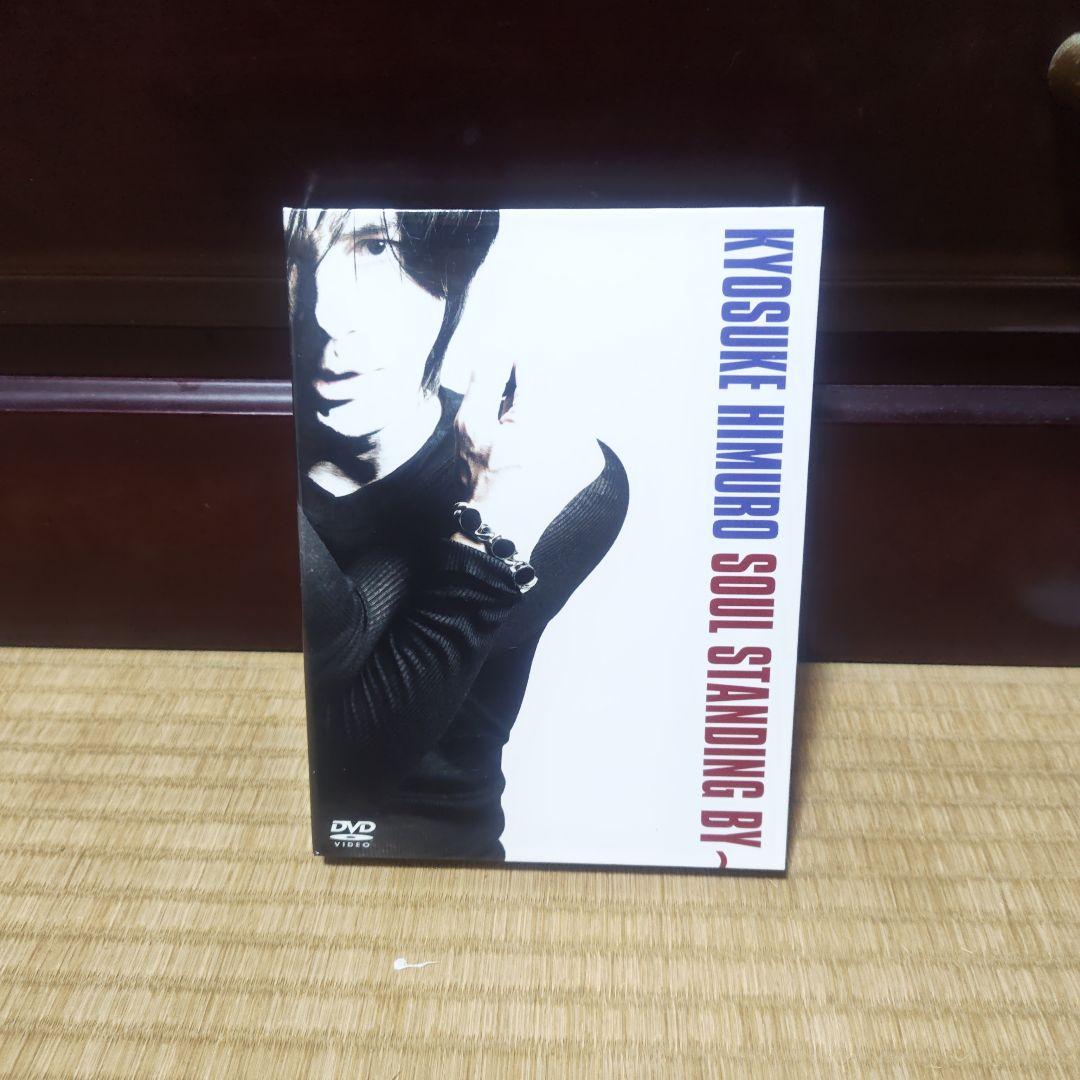 KYOSUKE HIMURO SOUL STANDING BY~
DVD
VIDEO